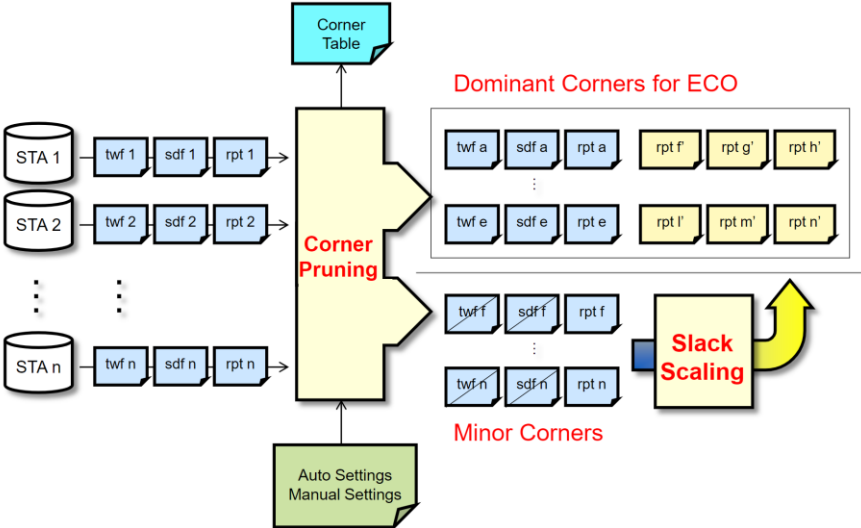 Corner
Table
Dominant Corners for ECO
STA 1
twf 1
sdf 1
rpt 1
twf a
sdf a
rpt a
rpt f'
rpt g'
rpt h'
⋮
STA 2
twf 2
sdf 2
rpt 2
twf e
sdf e
rpt e
rpt l'
rpt m'
rpt n'
Corner
Pruning
twf f
sdf f
rpt f
⋮
⋮
⋮
Slack
Scaling
STA n
twf n
sdf n
rpt n
twf n
sdf n
rpt n
Minor Corners
Auto Settings
Manual Settings